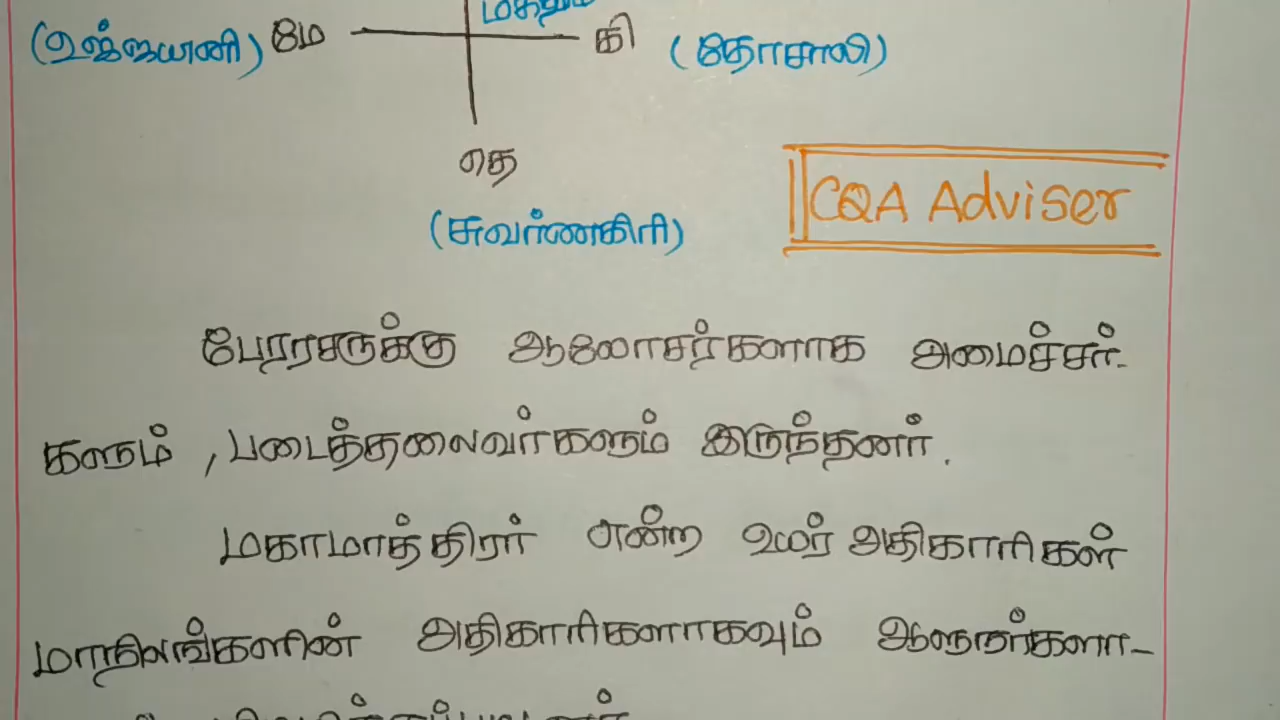 (உஜ்ஜயினி) மே கி (தோசாலி)
தெ
(சுவர்ணகிரி)
CQA Adviser
பேரரசருக்கு ஆலோசர்களாக அமைச்சர்-
களும் , படைத்தலைவர்களும் இருந்தனர்.
மகாமாத்திரர் என்ற உயர் அதிகாரிகள்
மாநிலங்களின் அதிகாரிகளாகவும் ஆளுநர்களா-